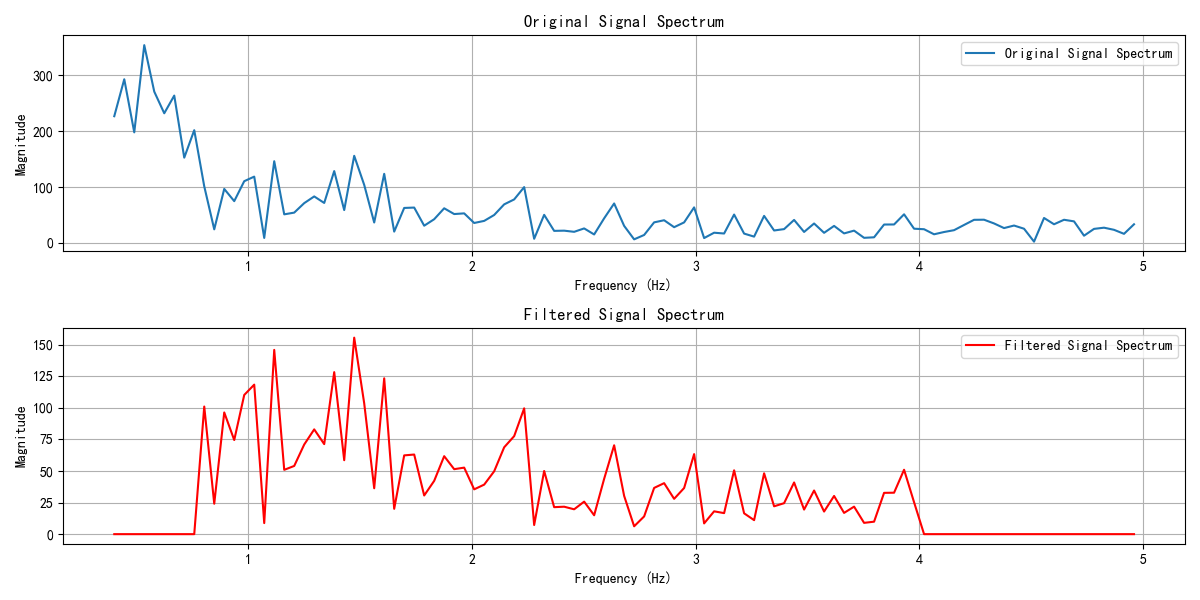 Original Signal Spectrum
Original Signal Spectrum
Magnitude
300
200
100
0
1
2
3
4
5
Frequency (Hz)
Filtered Signal Spectrum
Filtered Signal Spectrum
Magnitude
150
125
100
75
50
25
0
1
2
3
4
5
Frequency (Hz)